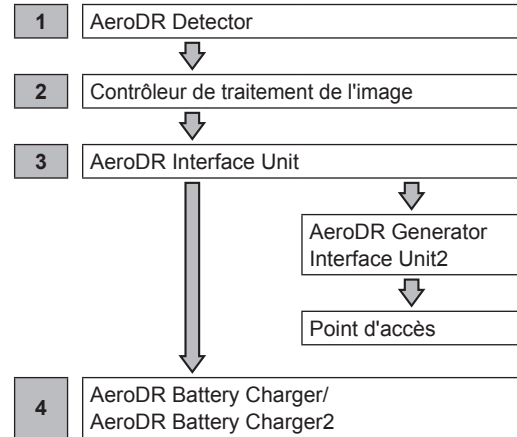 1 AeroDR Detector
2 Contrôleur de traitement de l'image
3 AeroDR Interface Unit
AeroDR Generator
Interface Unit2
Point d'accès
4 AeroDR Battery Charger/
AeroDR Battery Charger2